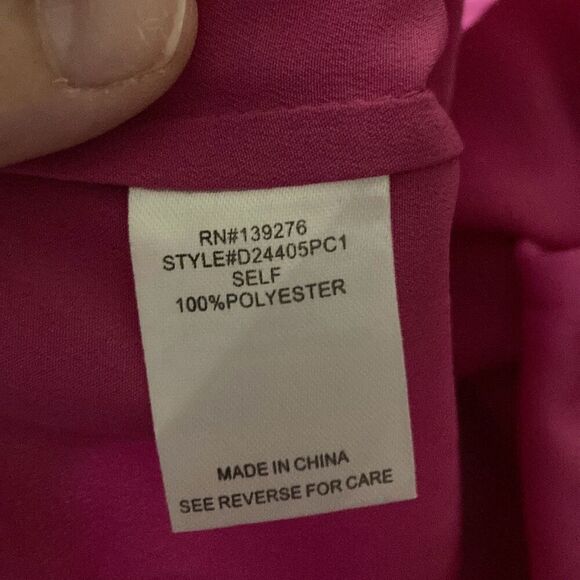 RN#139276
STYLE#D24405PC1
SELF
100%POLYESTER
MADE IN CHINA
SEE REVERSE FOR CARE